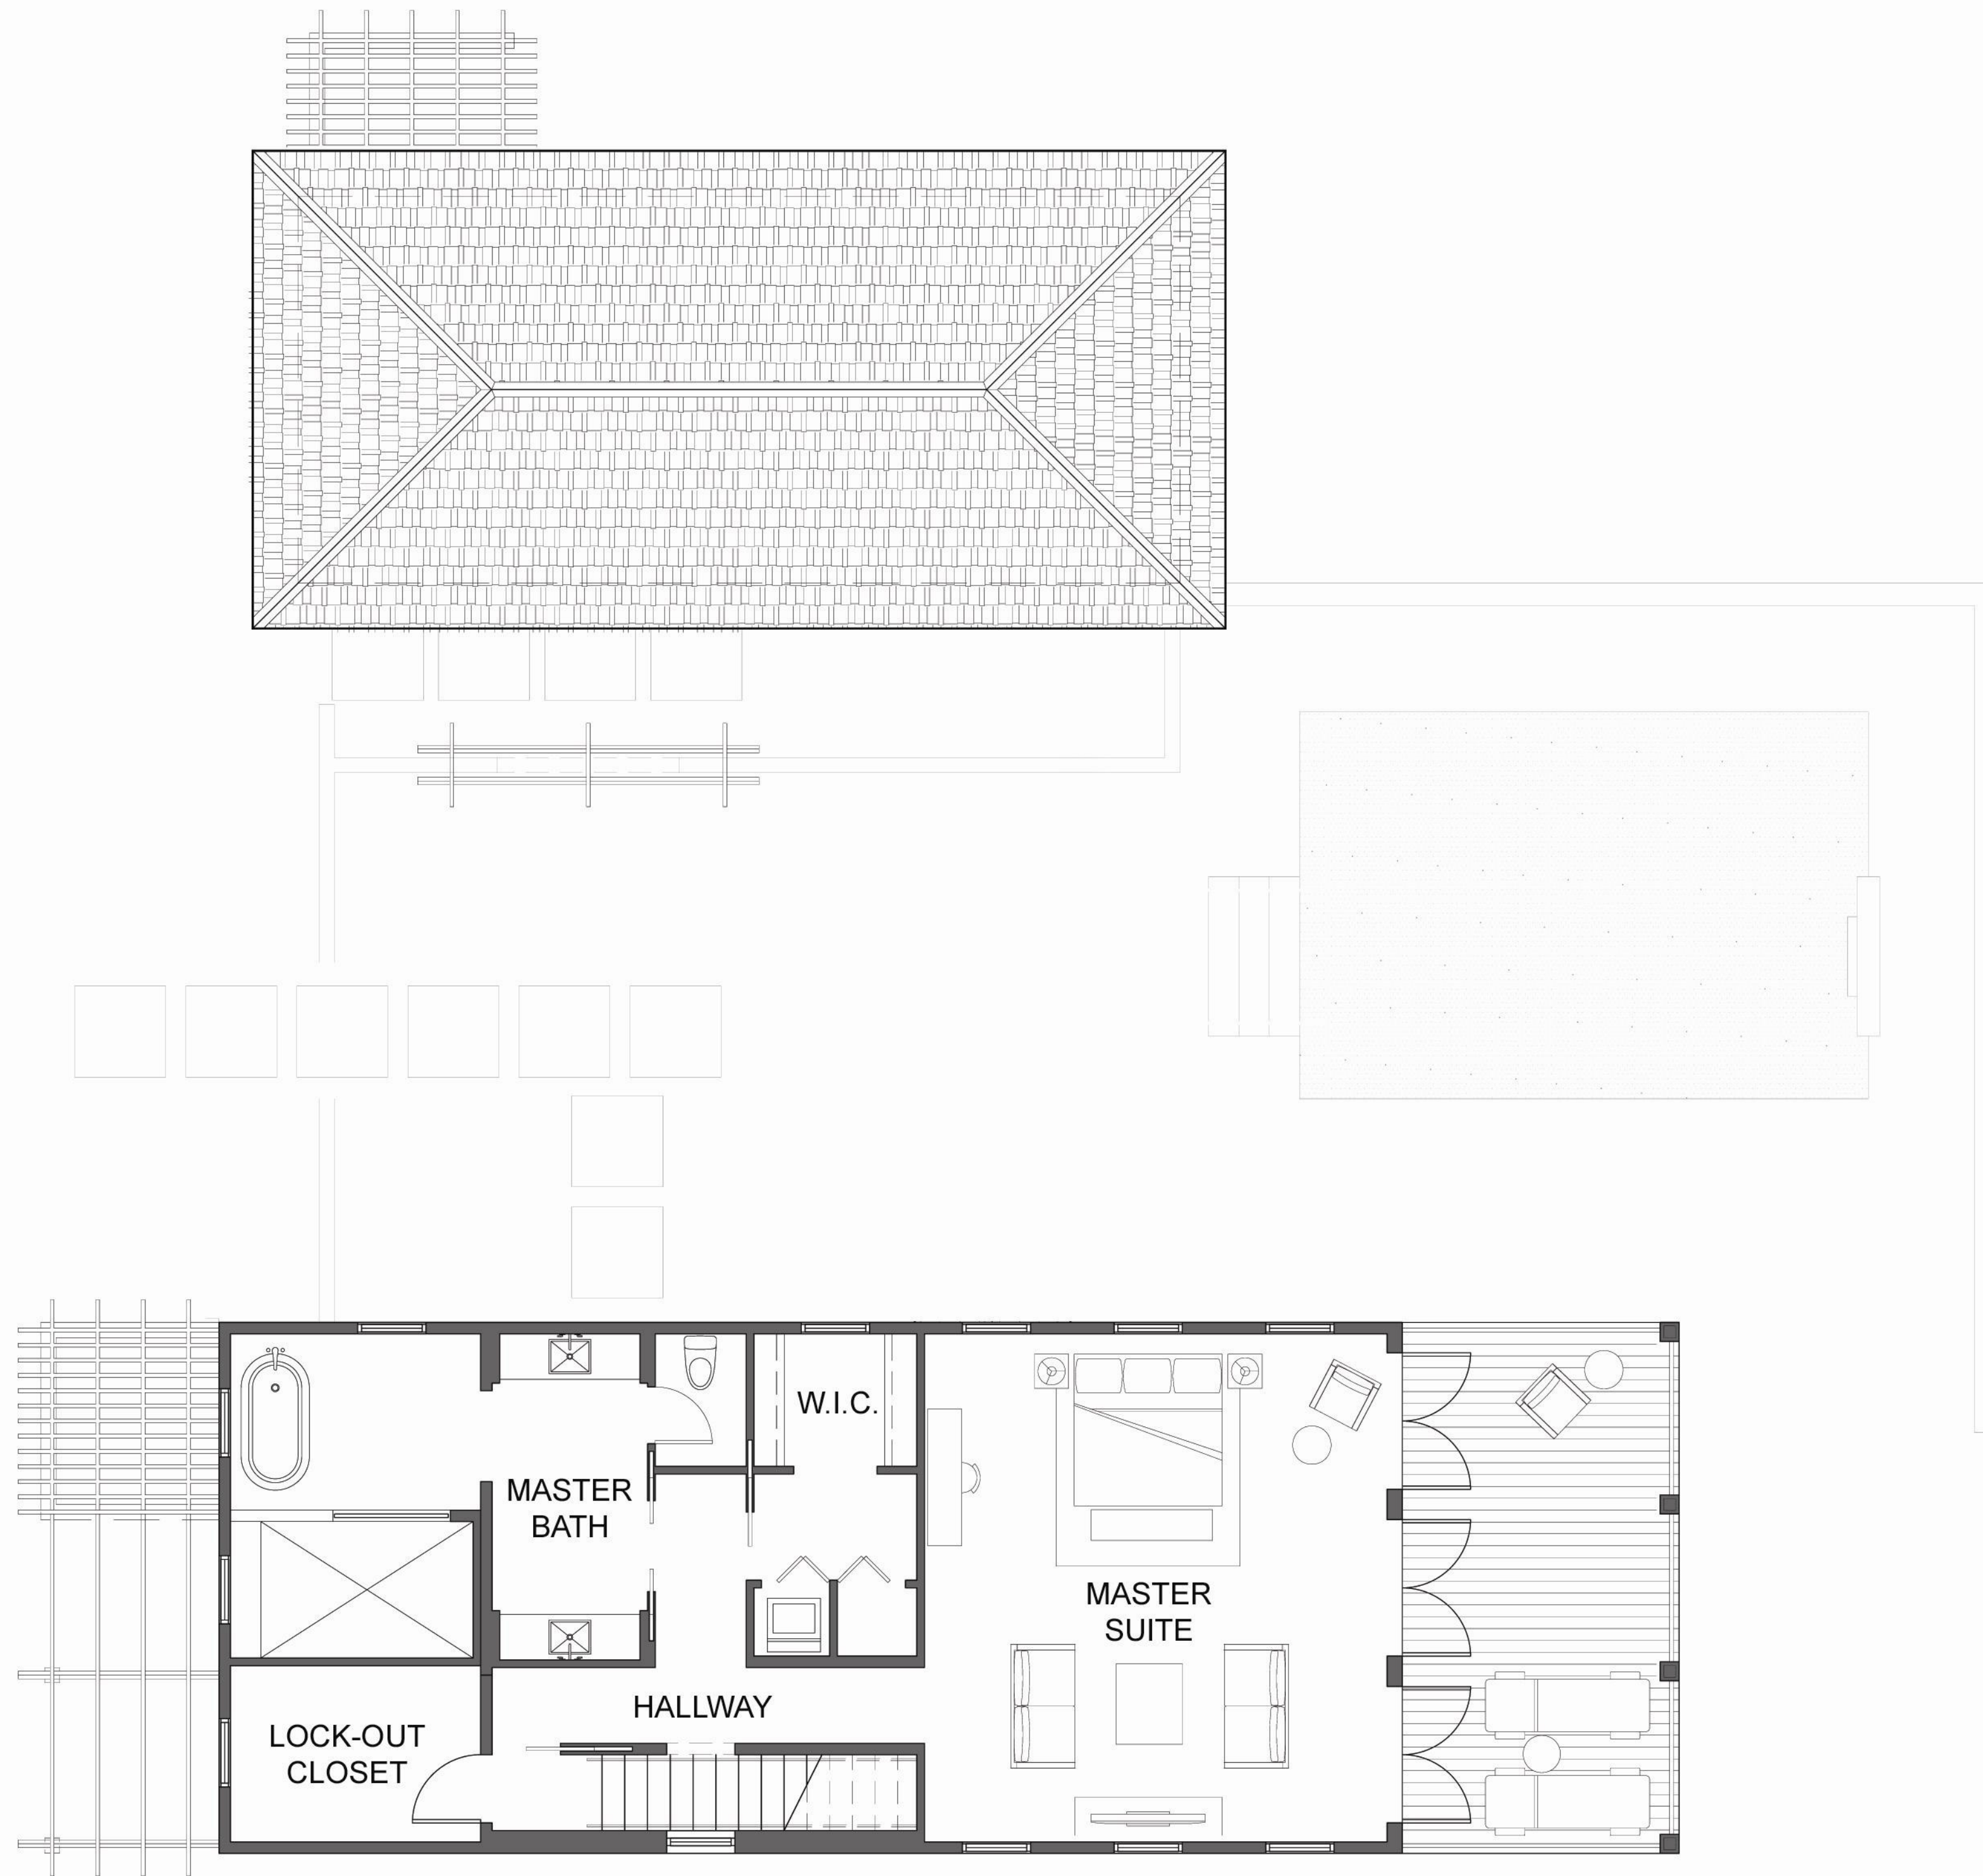 W.I.C.
MASTER
BATH
MASTER
SUITE
HALLWAY
LOCK-OUT
CLOSET